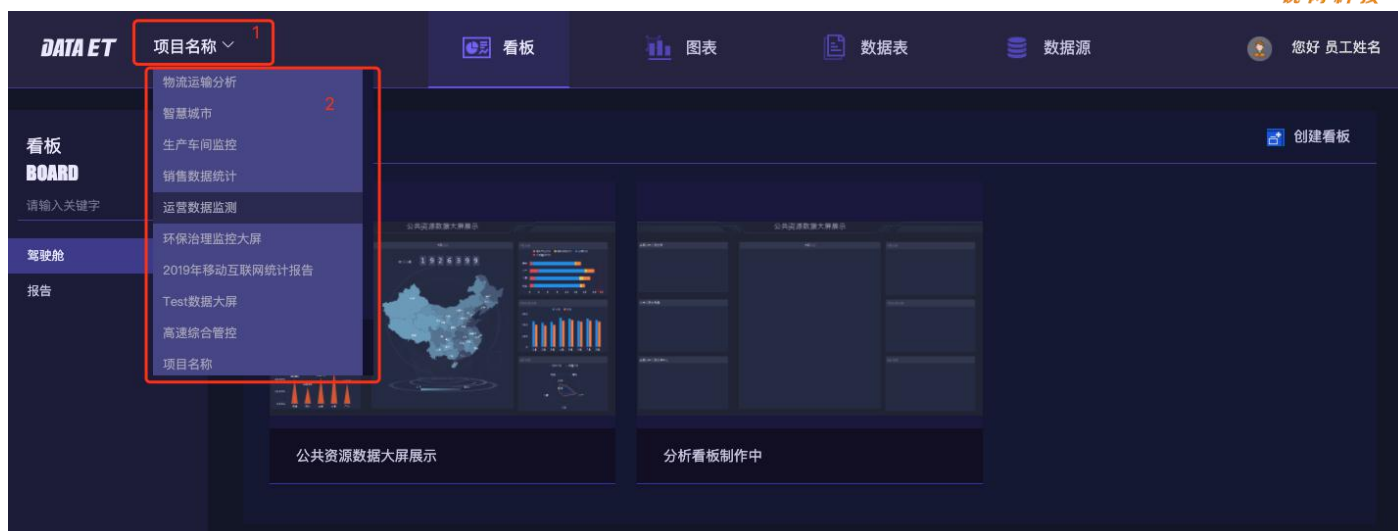 DATA ET
项目名称
1
看板
图表
数据表
数据源
您好 员工姓名
物流运输分析
智慧城市
2
生产车间监控
销售数据统计
运营数据监测
环保治理监控大屏
2019年移动互联网统计报告
Test数据大屏
高速综合管控
项目名称
看板
BOARD
请输入关键字
驾驶舱
报告
创建看板
公共资源数据大屏展示
1926399
公共资源数据大屏展示
公共资源数据大屏展示
分析看板制作中